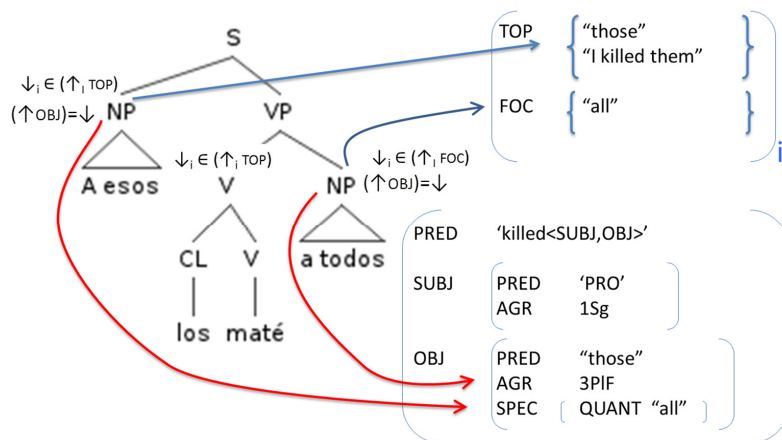 S
↓i ∈ (↑I TOP)
(↑OBJ)=↓ NP
VP
↓i ∈ (↑i TOP)
↓i ∈ (↑I FOC)
A esos
V
NP (↑OBJ)=↓
CL V
a todos
los maté
TOP “those”
“I killed them”
FOC “all”
i
PRED ‘killed<SUBJ,OBJ>’
SUBJ PRED ‘PRO’
AGR 1Sg
OBJ PRED “those”
AGR 3PlF
SPEC QUANT “all”